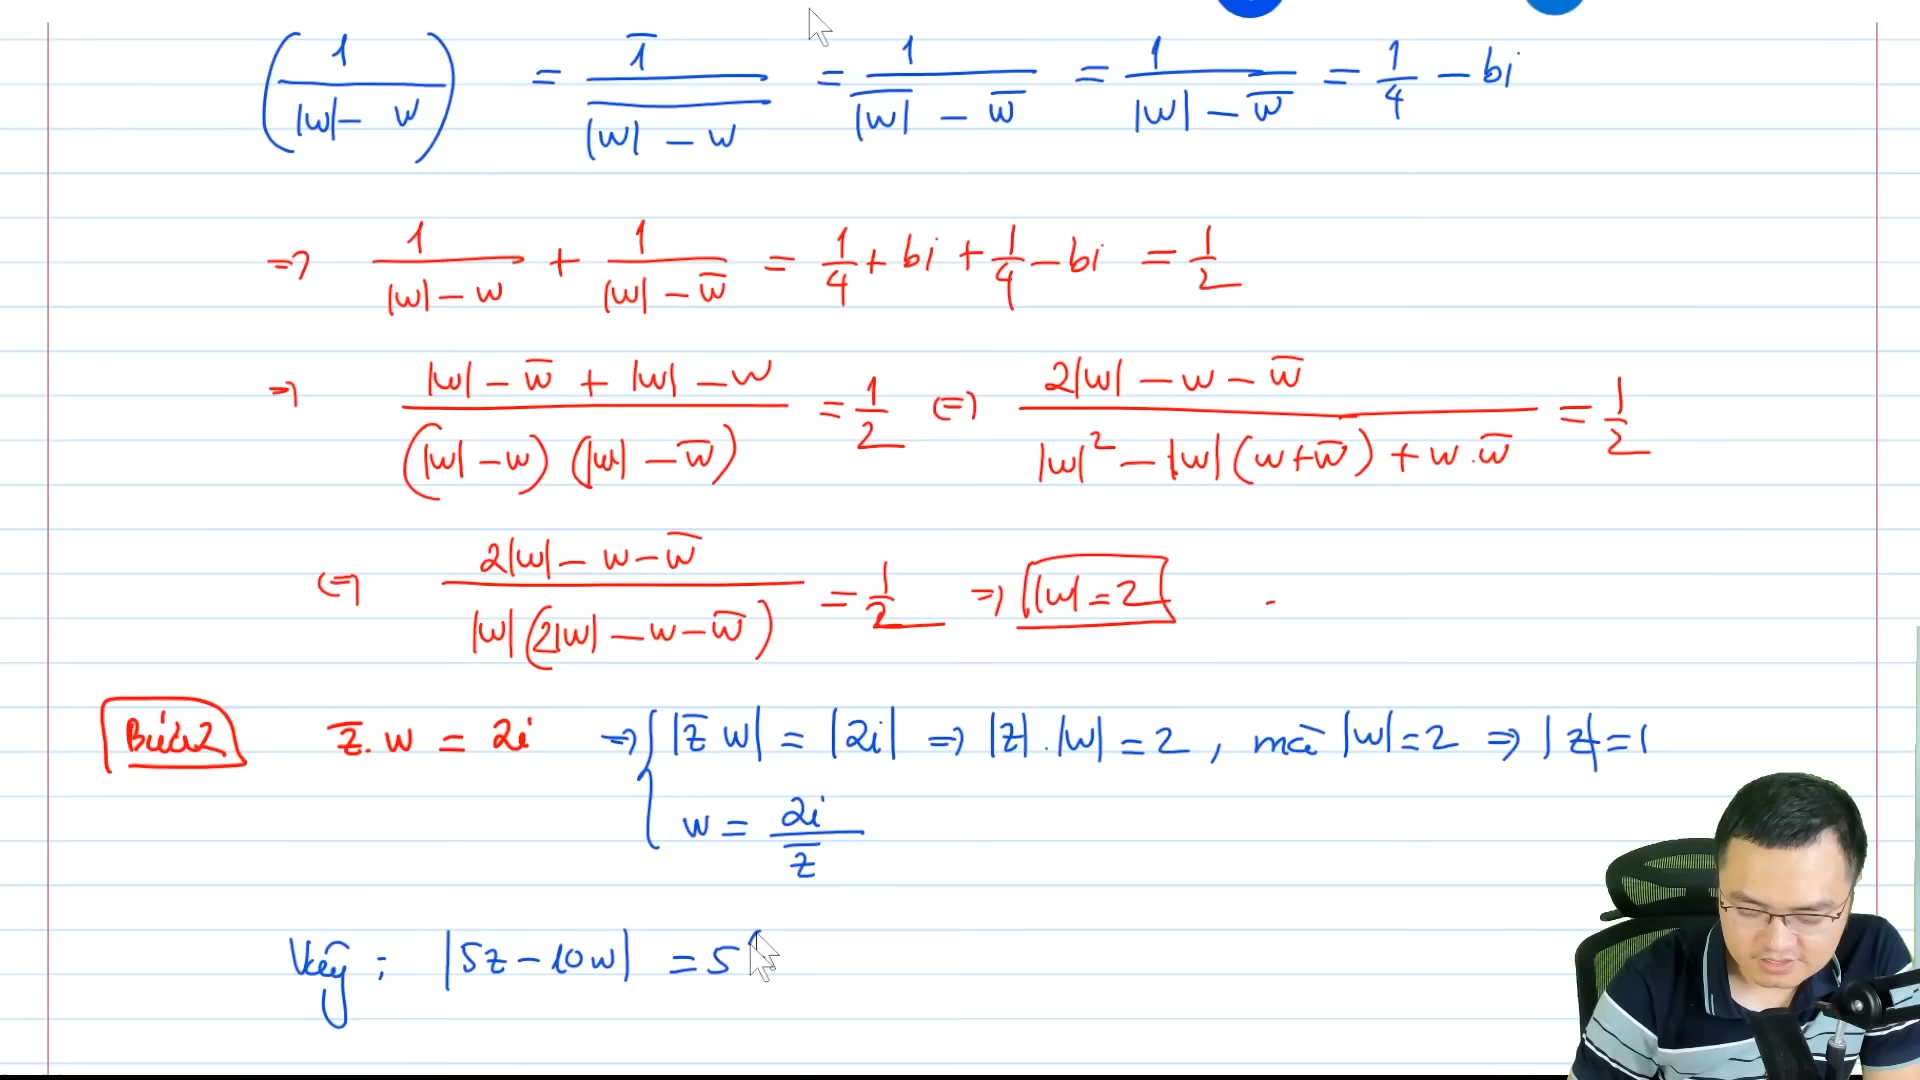 (1/(|w| - w)) = 1̅/(|w| - w)̅ = 1/(|w|̅ - w̅) = 1/(|w| - w̅) = 1/4 - bi
=> 1/(|w| - w) + 1/(|w| - w̅) = 1/4 + bi + 1/4 - bi = 1/2
=> (|w| - w̅ + |w| - w)/((|w| - w)(|w| - w̅)) = 1/2 (=) (2|w| - w - w̅)/(|w|² - |w|(w + w̅) + w.w̅) = 1/2
(=) (2|w| - w - w̅)/(|w|(2|w| - w - w̅)) = 1/2 => |w| = 2
Bước 2 z̅.w = 2i => { |z̅ w| = |2i| => |z|.|w| = 2, mà |w| = 2 => |z| = 1
w = 2i/z̅
Vậy: |5z - 10w| = 5